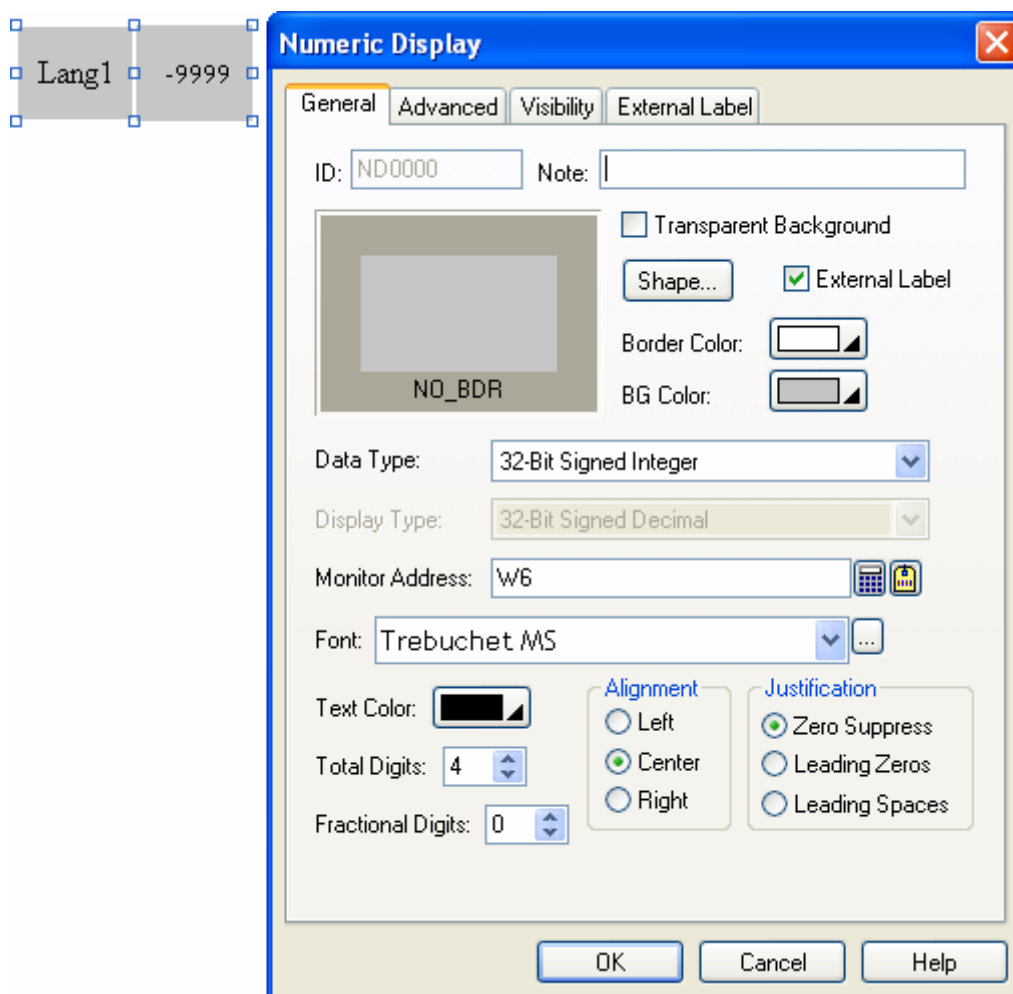 Lang1 -9999
Numeric Display
General Advanced Visibility External Label
ID: ND0000 Note:
Transparent Background
Shape... External Label
Border Color:
NO_BDR BG Color:
Data Type: 32-Bit Signed Integer
Display Type: 32-Bit Signed Decimal
Monitor Address: W6
Font: Trebuchet MS ...
Alignment Justification
Text Color: Left Zero Suppress
Total Digits: 4 Center Leading Zeros
Right Leading Spaces
Fractional Digits: 0
OK Cancel Help